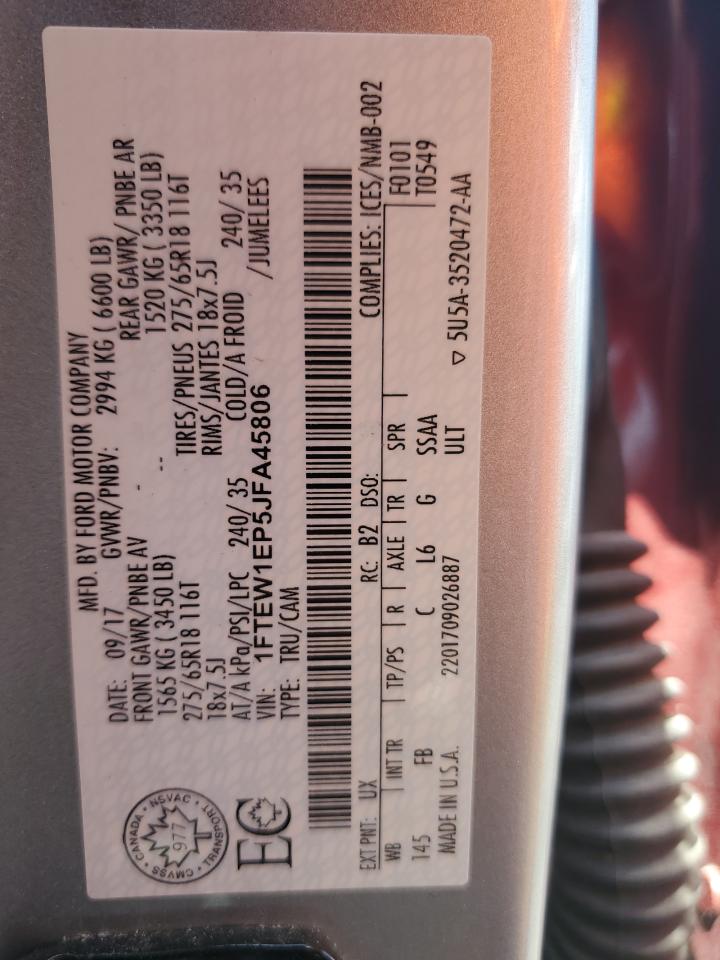 MFD. BY FORD MOTOR COMPANY
DATE: 09/17 GVWR/PNBV: 2994 KG ( 6600 LB)
FRONT GAWR/PNBE AV - REAR GAWR/ PNBE AR
1565 KG ( 3450 LB) -- 1520 KG ( 3350 LB)
275/65R18 116T TIRES/PNEUS 275/65R18 116T
18x7.5J RIMS/JANTES 18x7.5J
AT/A kPa/PSI/LPC 240/ 35 COLD/A FROID 240/ 35
VIN: 1FTEW1EP5JFA45806 /JUMELEES
TYPE: TRU/CAM
CANADA • NSVAC • TRANSPORT • CMVSS •
977
EC
COMPLIES: ICES/NMB-002
EXT PNT: UX RC: B2 DSO: F0101
WB INT TR TP/PS R AXLE TR SPR T0549
145 FB C L6 G SSAA
ULT
MADE IN U.S.A. 2201709026887 ▽ 5U5A-3520472-AA